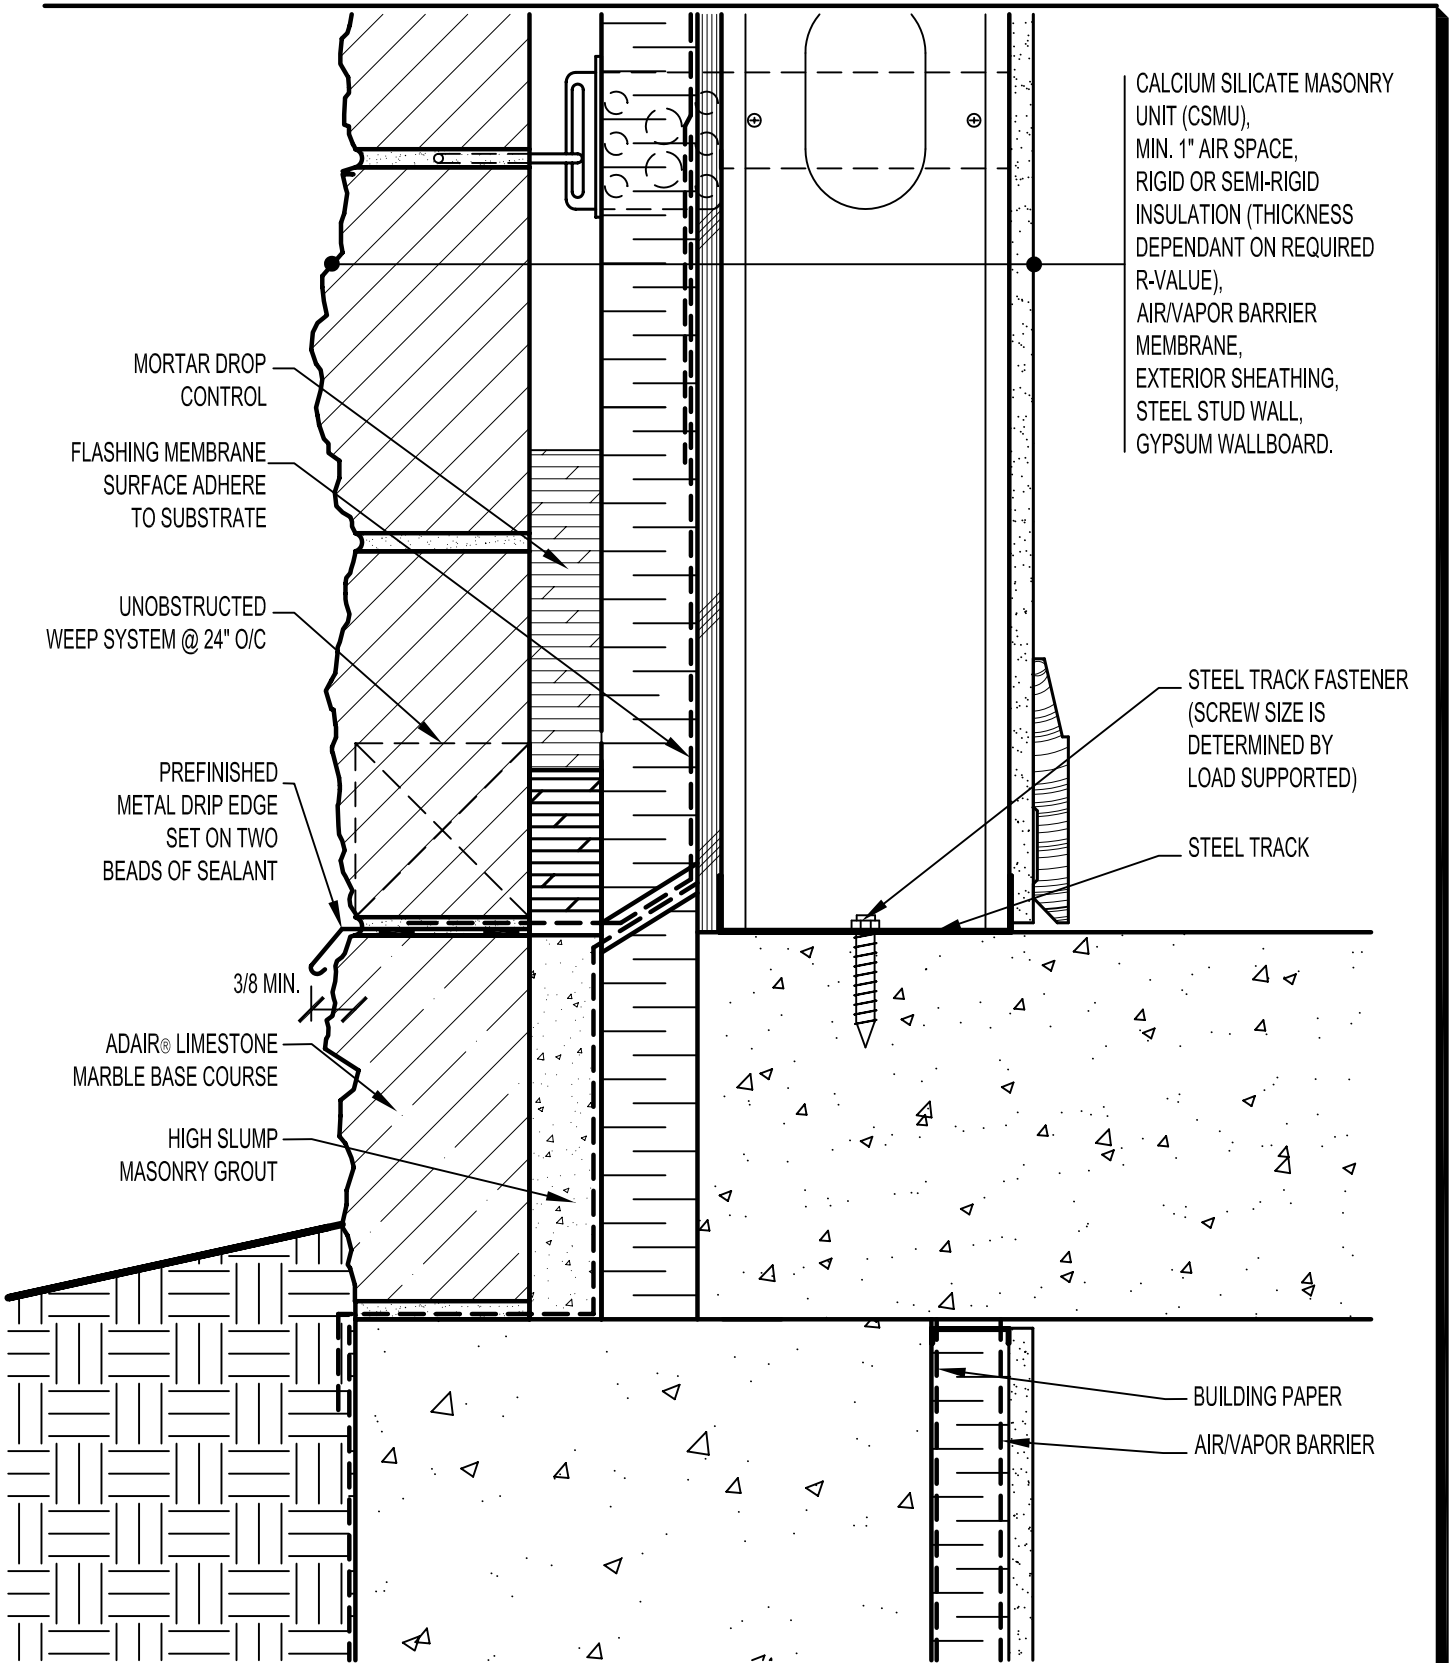 CALCIUM SILICATE MASONRY
UNIT (CSMU),
MIN. 1" AIR SPACE,
RIGID OR SEMI-RIGID
INSULATION (THICKNESS
DEPENDANT ON REQUIRED
R-VALUE),
AIR/VAPOR BARRIER
MEMBRANE,
EXTERIOR SHEATHING,
STEEL STUD WALL,
GYPSUM WALLBOARD.
MORTAR DROP
CONTROL
FLASHING MEMBRANE
SURFACE ADHERE
TO SUBSTRATE
UNOBSTRUCTED
WEEP SYSTEM @ 24" O/C
PREFINISHED
METAL DRIP EDGE
SET ON TWO
BEADS OF SEALANT
3/8 MIN.
ADAIR® LIMESTONE
MARBLE BASE COURSE
HIGH SLUMP
MASONRY GROUT
STEEL TRACK FASTENER
(SCREW SIZE IS
DETERMINED BY
LOAD SUPPORTED)
STEEL TRACK
BUILDING PAPER
AIR/VAPOR BARRIER